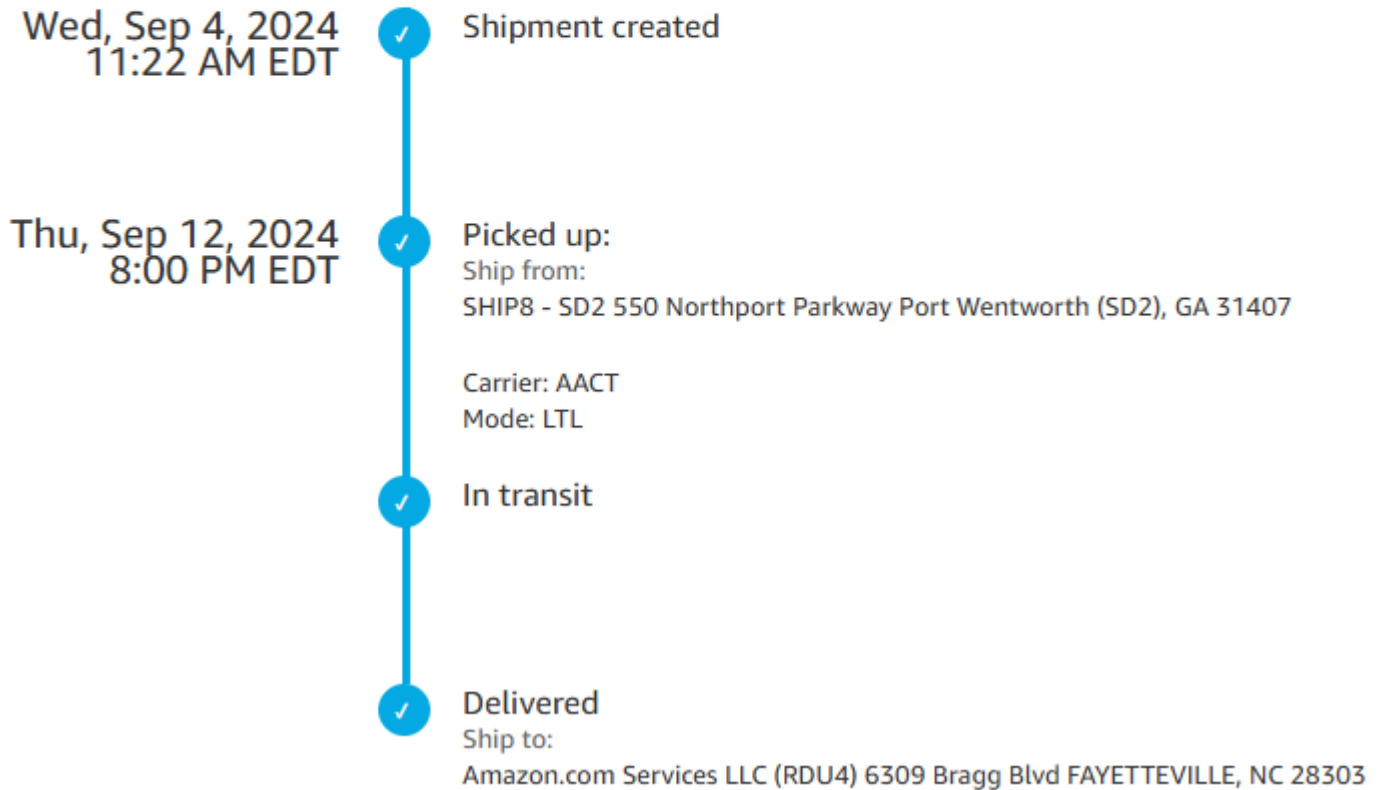 Wed, Sep 4, 2024
11:22 AM EDT
Shipment created
Thu, Sep 12, 2024
8:00 PM EDT
Picked up:
Ship from:
SHIP8 - SD2 550 Northport Parkway Port Wentworth (SD2), GA 31407
Carrier: AACT
Mode: LTL
In transit
Delivered
Ship to:
Amazon.com Services LLC (RDU4) 6309 Bragg Blvd FAYETTEVILLE, NC 28303